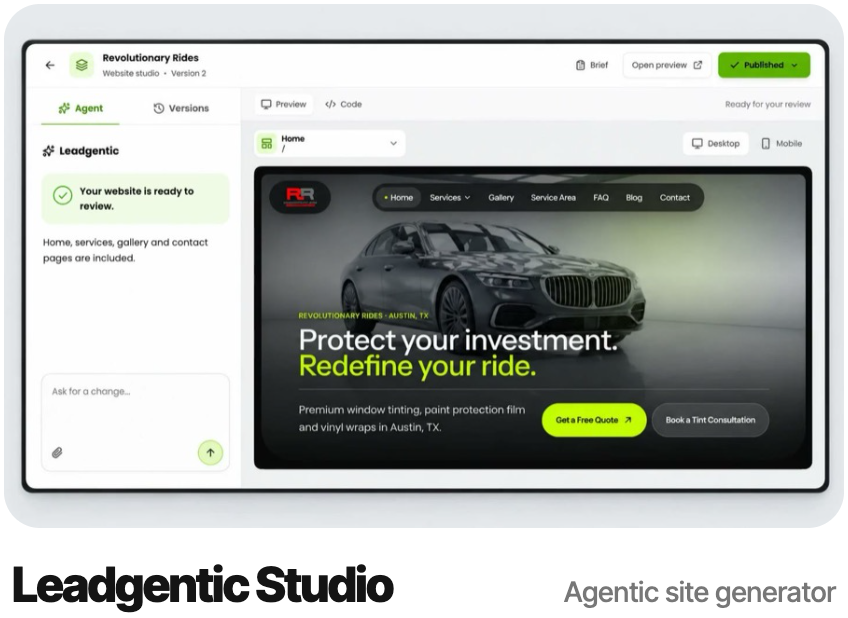 Revolutionary Rides
Website studio • Version 2
Brief
Open preview
Published
Agent
Versions
Preview
</> Code
Ready for your review
Leadgentic
Home
/
Desktop
Mobile
Your website is ready to
review.
Home, services, gallery and contact
pages are included.
RR
Home
Services
Gallery
Service Area
FAQ
Blog
Contact
REVOLUTIONARY RIDES · AUSTIN, TX
Protect your investment.
Redefine your ride.
Premium window tinting, paint protection film
and vinyl wraps in Austin, TX.
Get a Free Quote
Book a Tint Consultation
Ask for a change...
Leadgentic Studio
Agentic site generator